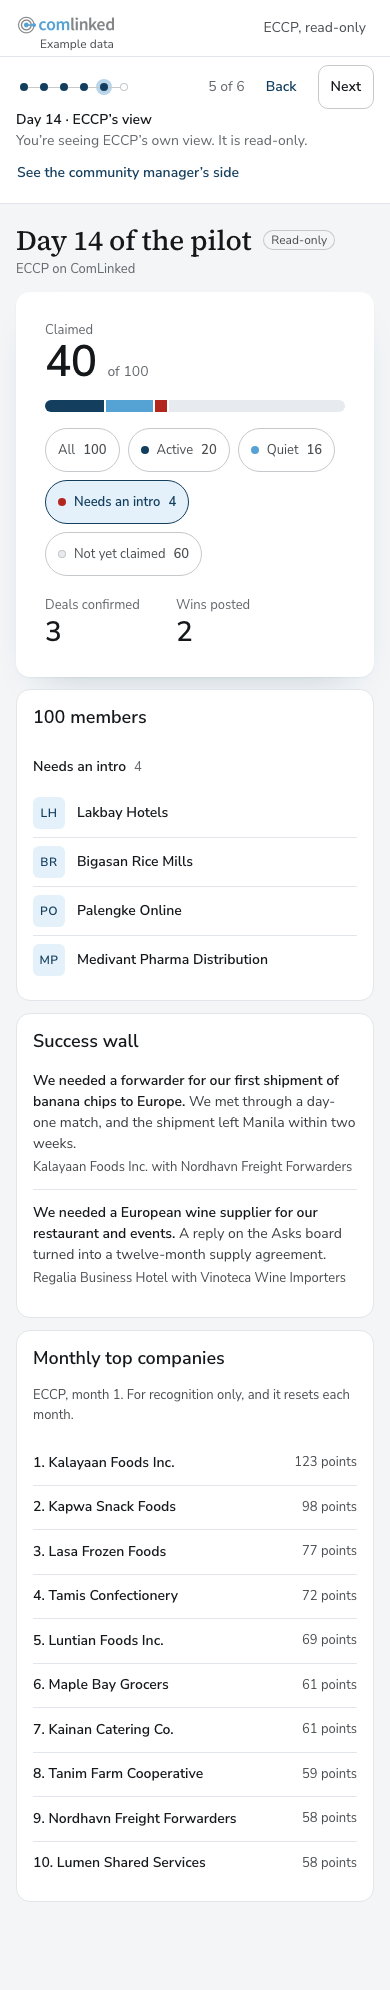 comlinked
Example data
ECCP, read-only
5 of 6
Back
Next
Day 14 · ECCP’s view
You’re seeing ECCP’s own view. It is read-only.
See the community manager’s side
Day 14 of the pilot
Read-only
ECCP on ComLinked
Claimed
40 of 100
All 100
Active 20
Quiet 16
Needs an intro 4
Not yet claimed 60
Deals confirmed
3
Wins posted
2
100 members
Needs an intro 4
LH Lakbay Hotels
BR Bigasan Rice Mills
PO Palengke Online
MP Medivant Pharma Distribution
Success wall
We needed a forwarder for our first shipment of
banana chips to Europe. We met through a day-
one match, and the shipment left Manila within two
weeks.
Kalayaan Foods Inc. with Nordhavn Freight Forwarders
We needed a European wine supplier for our
restaurant and events. A reply on the Asks board
turned into a twelve-month supply agreement.
Regalia Business Hotel with Vinoteca Wine Importers
Monthly top companies
ECCP, month 1. For recognition only, and it resets each
month.
1. Kalayaan Foods Inc. 123 points
2. Kapwa Snack Foods 98 points
3. Lasa Frozen Foods 77 points
4. Tamis Confectionery 72 points
5. Luntian Foods Inc. 69 points
6. Maple Bay Grocers 61 points
7. Kainan Catering Co. 61 points
8. Tanim Farm Cooperative 59 points
9. Nordhavn Freight Forwarders 58 points
10. Lumen Shared Services 58 points